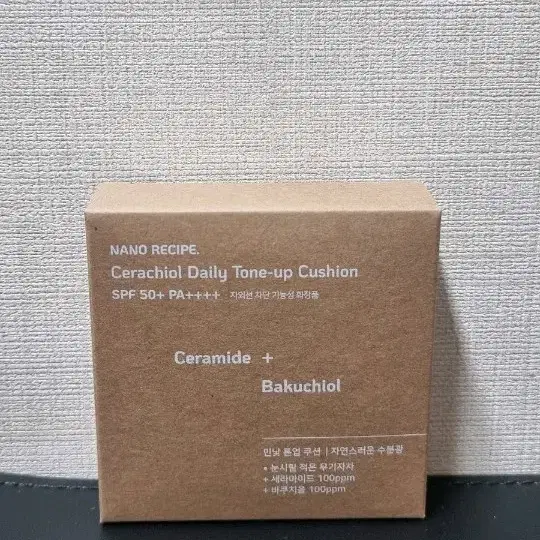 NANO RECIPE.
Cerachiol Daily Tone-up Cushion
SPF 50+ PA++++ 자외선 차단 기능성 화장품
Ceramide +
Bakuchiol
민낯 톤업 쿠션 | 자연스러운 수분광
• 눈시림 적은 무기자차
+ 세라마이드 100ppm
+ 바쿠치올 100ppm